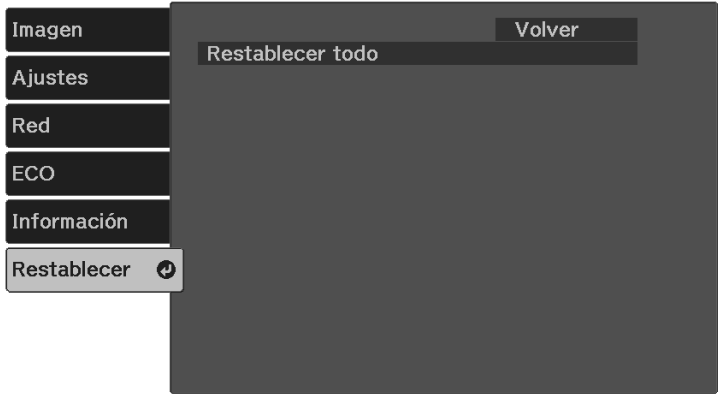 Imagen
Ajustes
Red
ECO
Información
Restablecer
Volver
Restablecer todo